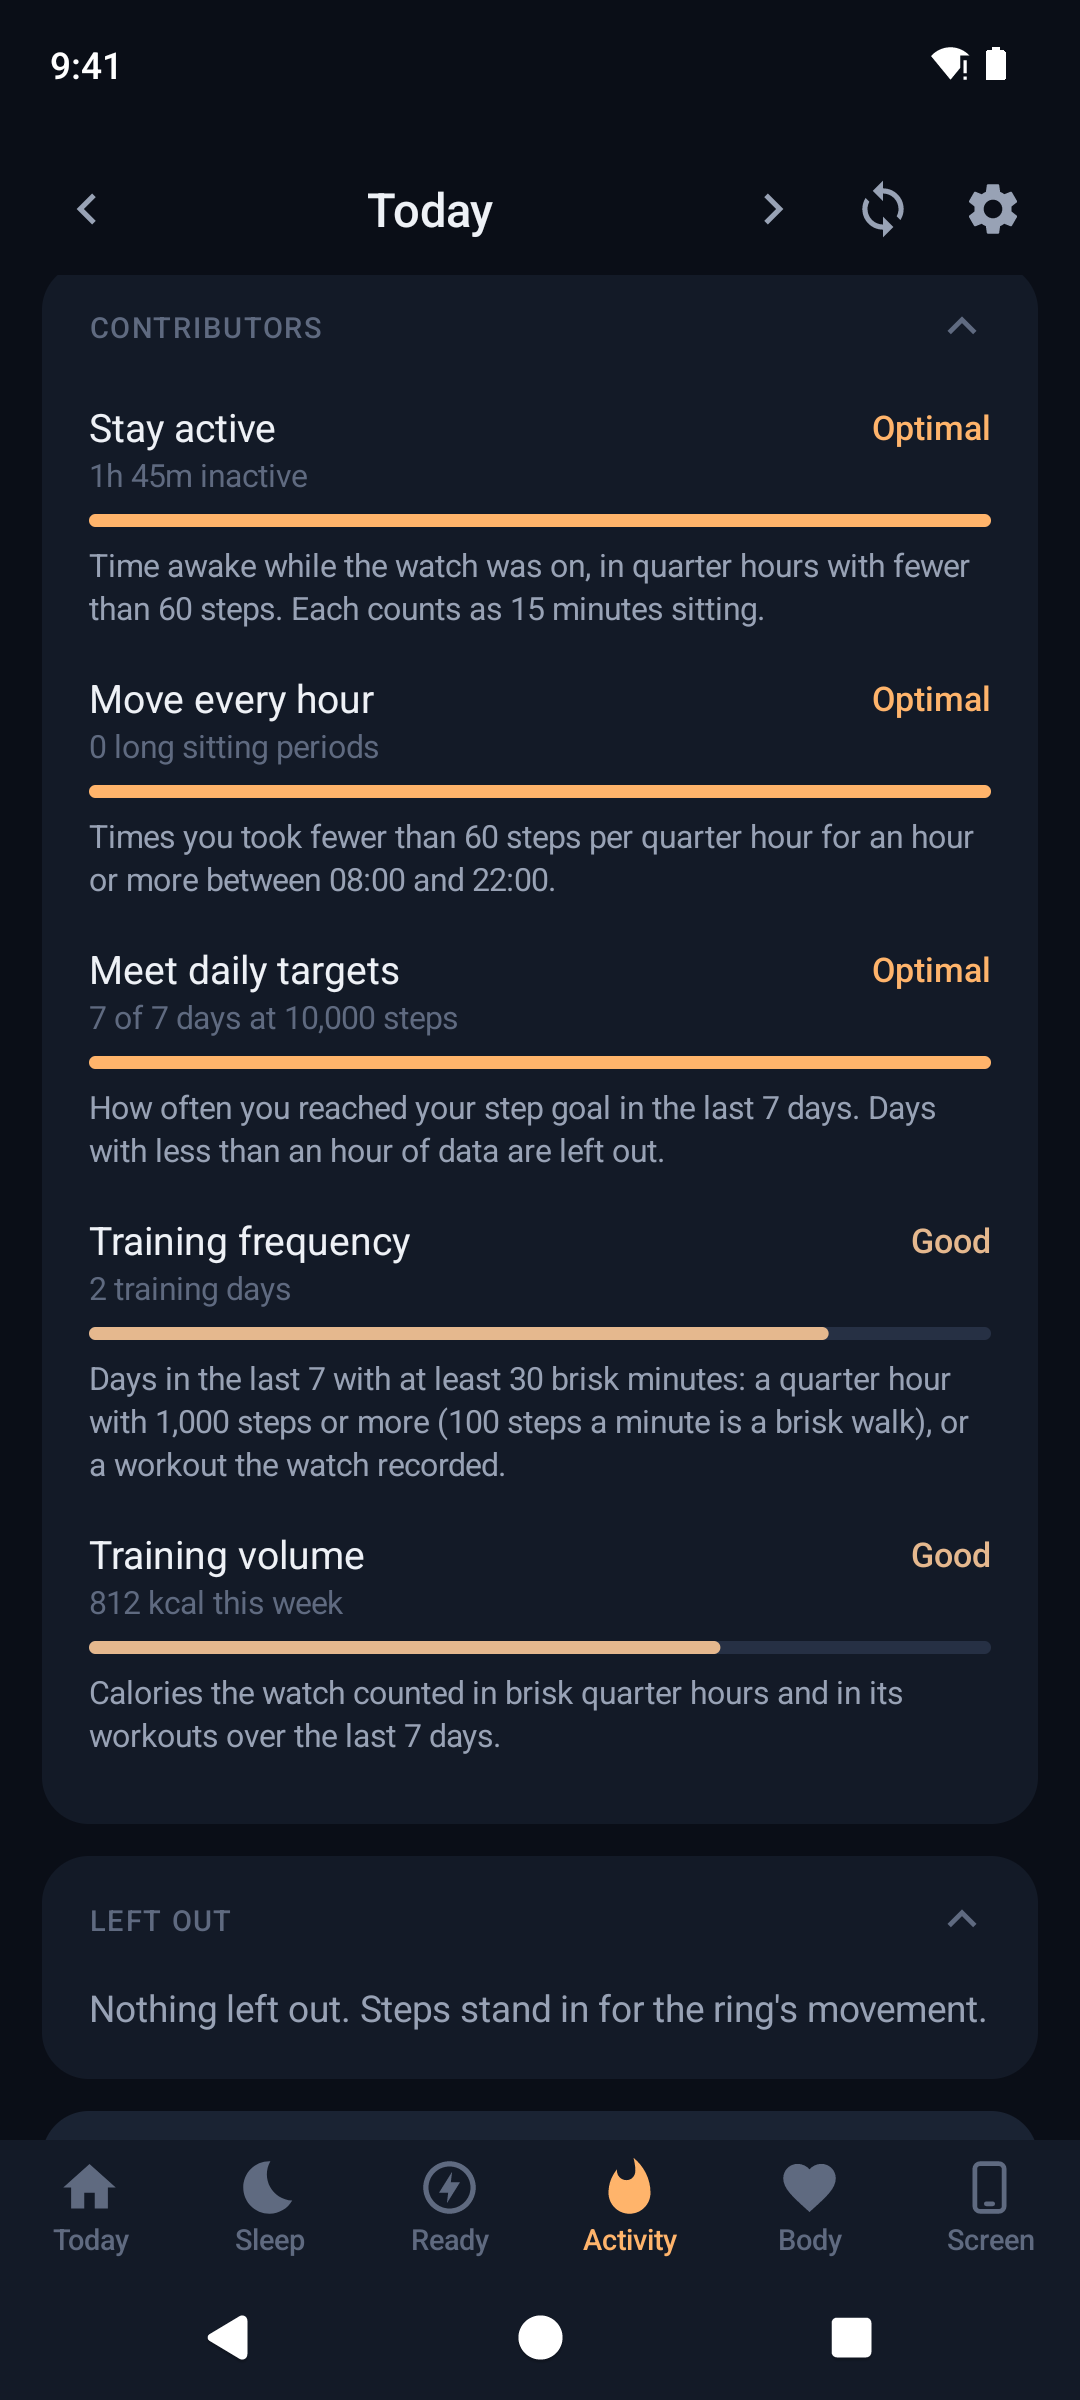 9:41
Today
CONTRIBUTORS
Stay active
Optimal
1h 45m inactive
Time awake while the watch was on, in quarter hours with fewer
than 60 steps. Each counts as 15 minutes sitting.
Move every hour
Optimal
0 long sitting periods
Times you took fewer than 60 steps per quarter hour for an hour
or more between 08:00 and 22:00.
Meet daily targets
Optimal
7 of 7 days at 10,000 steps
How often you reached your step goal in the last 7 days. Days
with less than an hour of data are left out.
Training frequency
Good
2 training days
Days in the last 7 with at least 30 brisk minutes: a quarter hour
with 1,000 steps or more (100 steps a minute is a brisk walk), or
a workout the watch recorded.
Training volume
Good
812 kcal this week
Calories the watch counted in brisk quarter hours and in its
workouts over the last 7 days.
LEFT OUT
Nothing left out. Steps stand in for the ring's movement.
Today
Sleep
Ready
Activity
Body
Screen